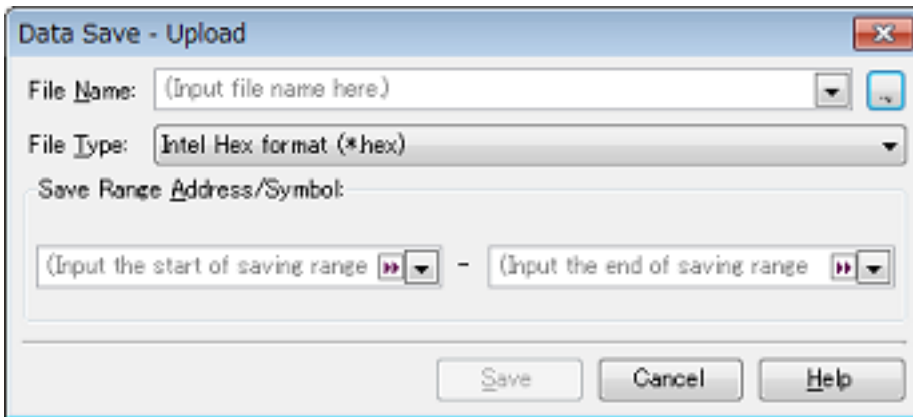 Data Save - Upload
File Name: (Input file name here.)
File Type: Intel Hex format (*.hex)
Save Range Address/Symbol:
(Input the start of saving range - (Input the end of saving range
Save Cancel Help